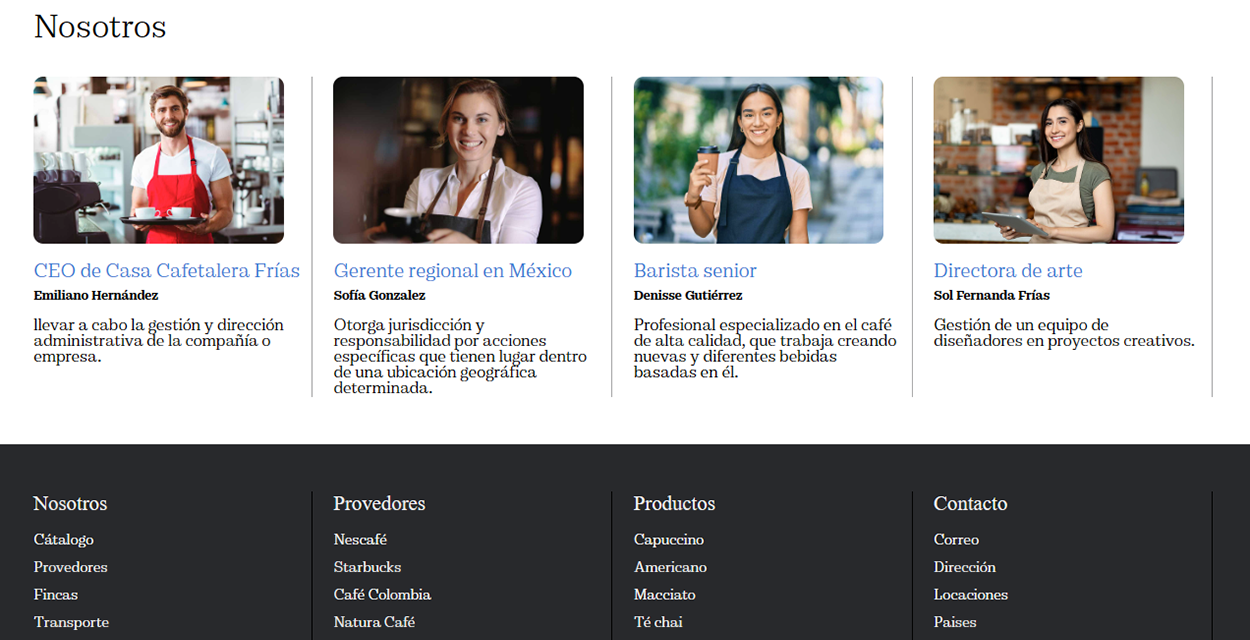 Nosotros
CEO de Casa Cafetalera Frías
Emiliano Hernández
llevar a cabo la gestión y dirección
administrativa de la compañía o
empresa.
Gerente regional en México
Sofía Gonzalez
Otorga jurisdicción y
responsabilidad por acciones
específicas que tienen lugar dentro
de una ubicación geográfica
determinada.
Barista senior
Denisse Gutiérrez
Profesional especializado en el café
de alta calidad, que trabaja creando
nuevas y diferentes bebidas
basadas en él.
Directora de arte
Sol Fernanda Frías
Gestión de un equipo de
diseñadores en proyectos creativos.
Nosotros
Cátalogo
Provedores
Fincas
Transporte
Provedores
Nescafé
Starbucks
Café Colombia
Natura Café
Productos
Capuccino
Americano
Macciato
Té chai
Contacto
Correo
Dirección
Locaciones
Paises